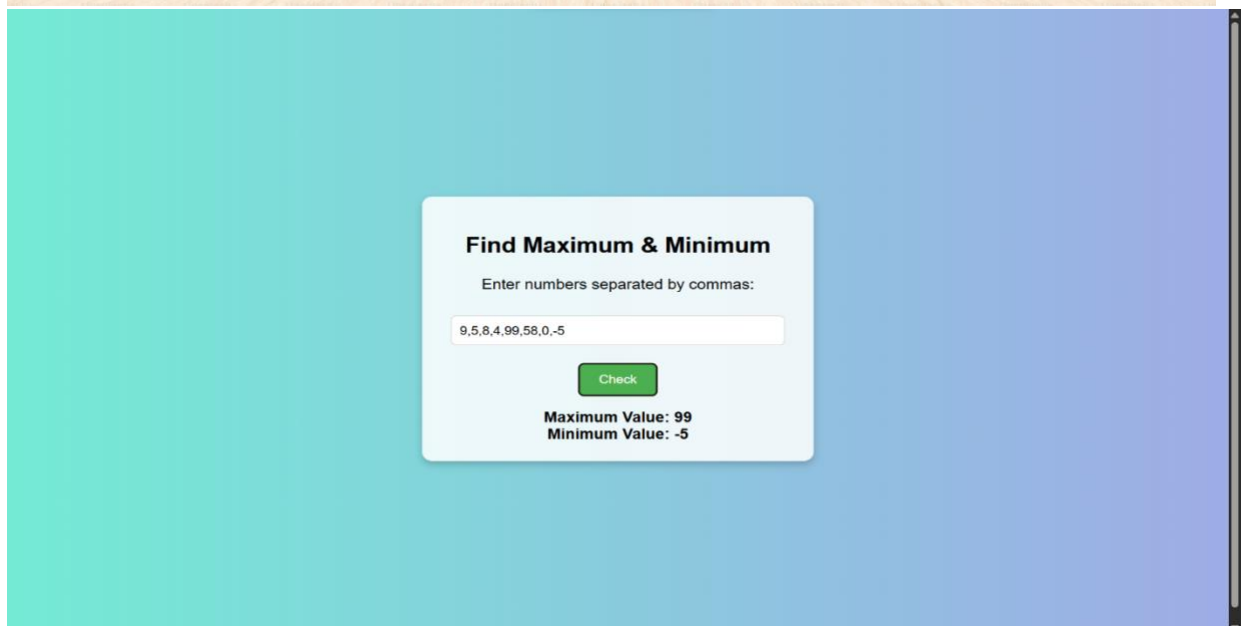 Find Maximum & Minimum
Enter numbers separated by commas:
9,5,8,4,99,58,0,-5
Check
Maximum Value: 99
Minimum Value: -5